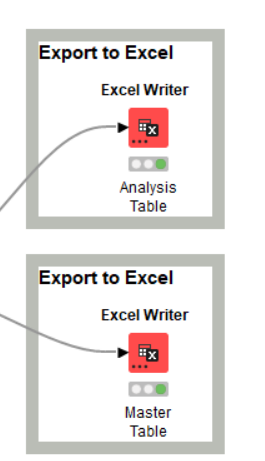 Export to Excel
Excel Writer
Analysis
Table
Export to Excel
Excel Writer
Master
Table